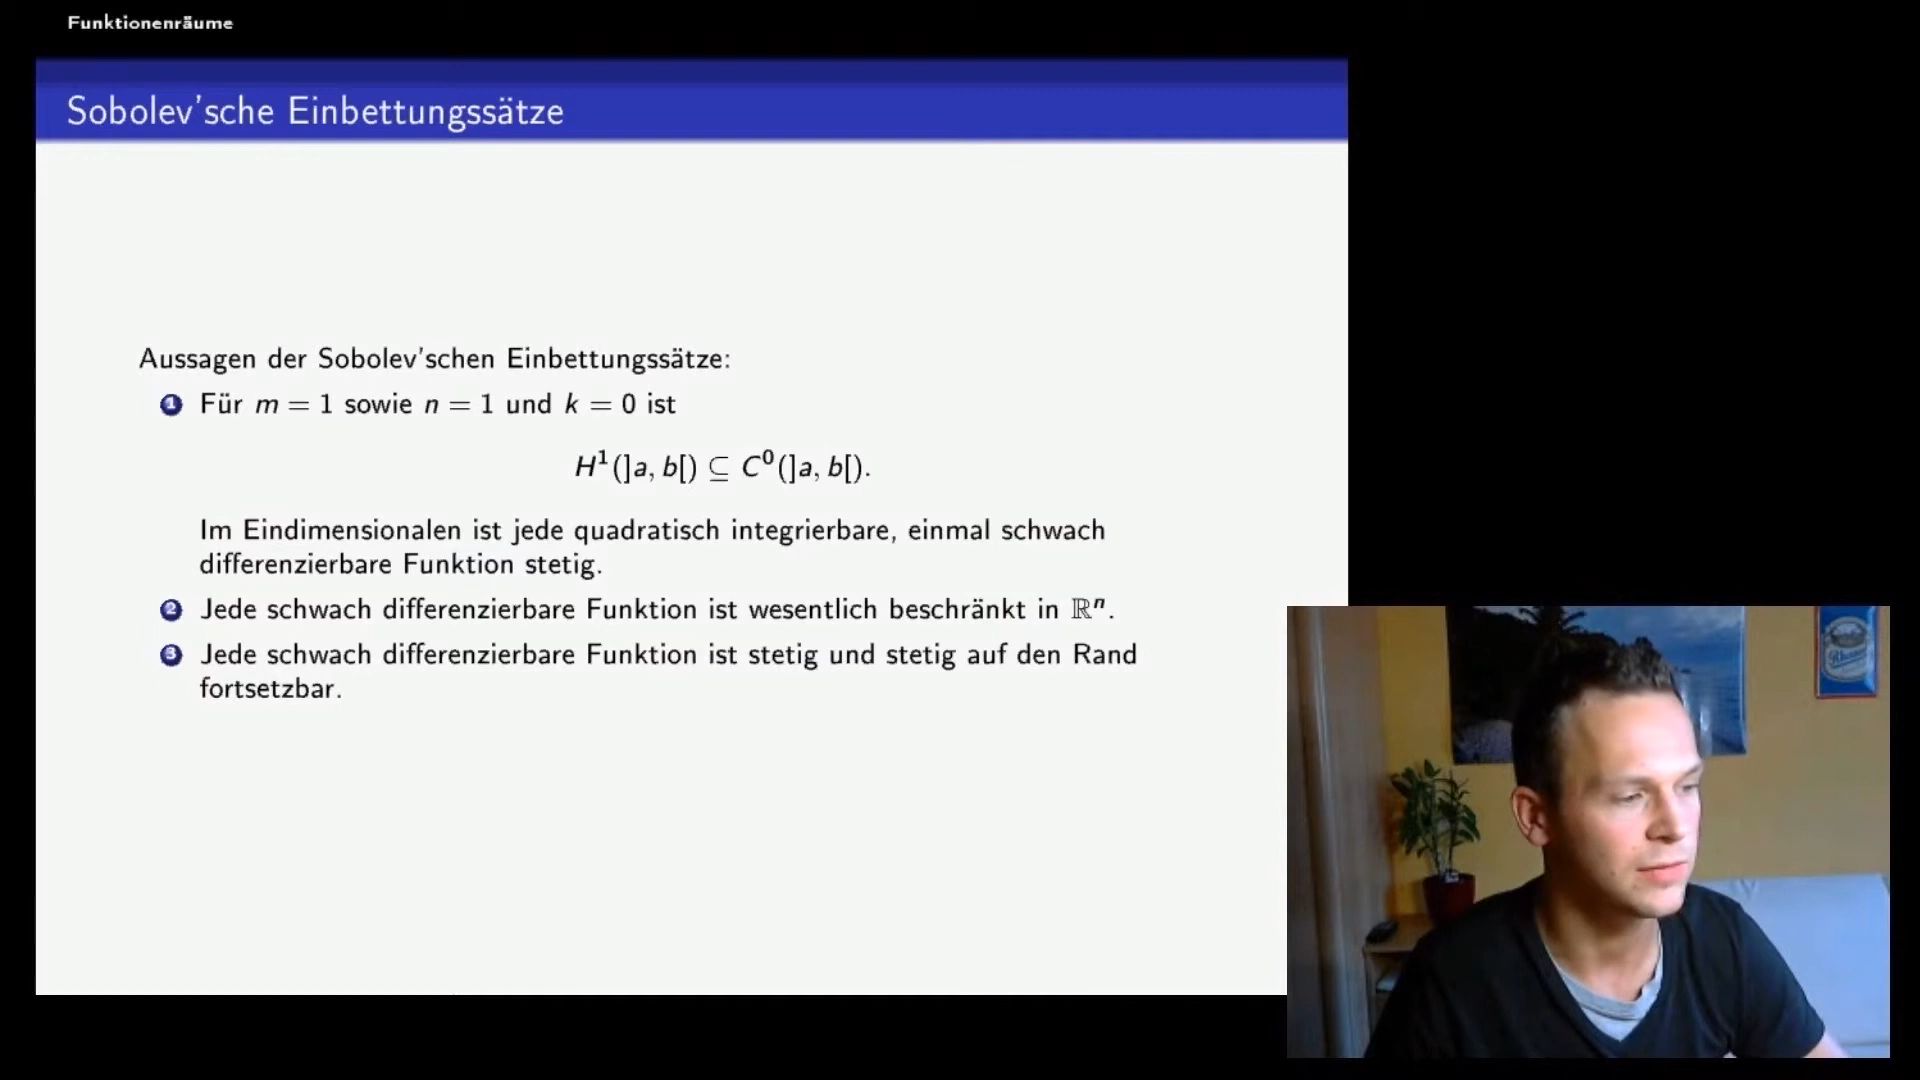 Funktionenräume
Sobolev'sche Einbettungssätze
Aussagen der Sobolev'schen Einbettungssätze:
1 Für m = 1 sowie n = 1 und k = 0 ist
H¹(]a, b[) ⊆ C⁰(]a, b[).
Im Eindimensionalen ist jede quadratisch integrierbare, einmal schwach
differenzierbare Funktion stetig.
2 Jede schwach differenzierbare Funktion ist wesentlich beschränkt in ℝⁿ.
3 Jede schwach differenzierbare Funktion ist stetig und stetig auf den Rand
fortsetzbar.